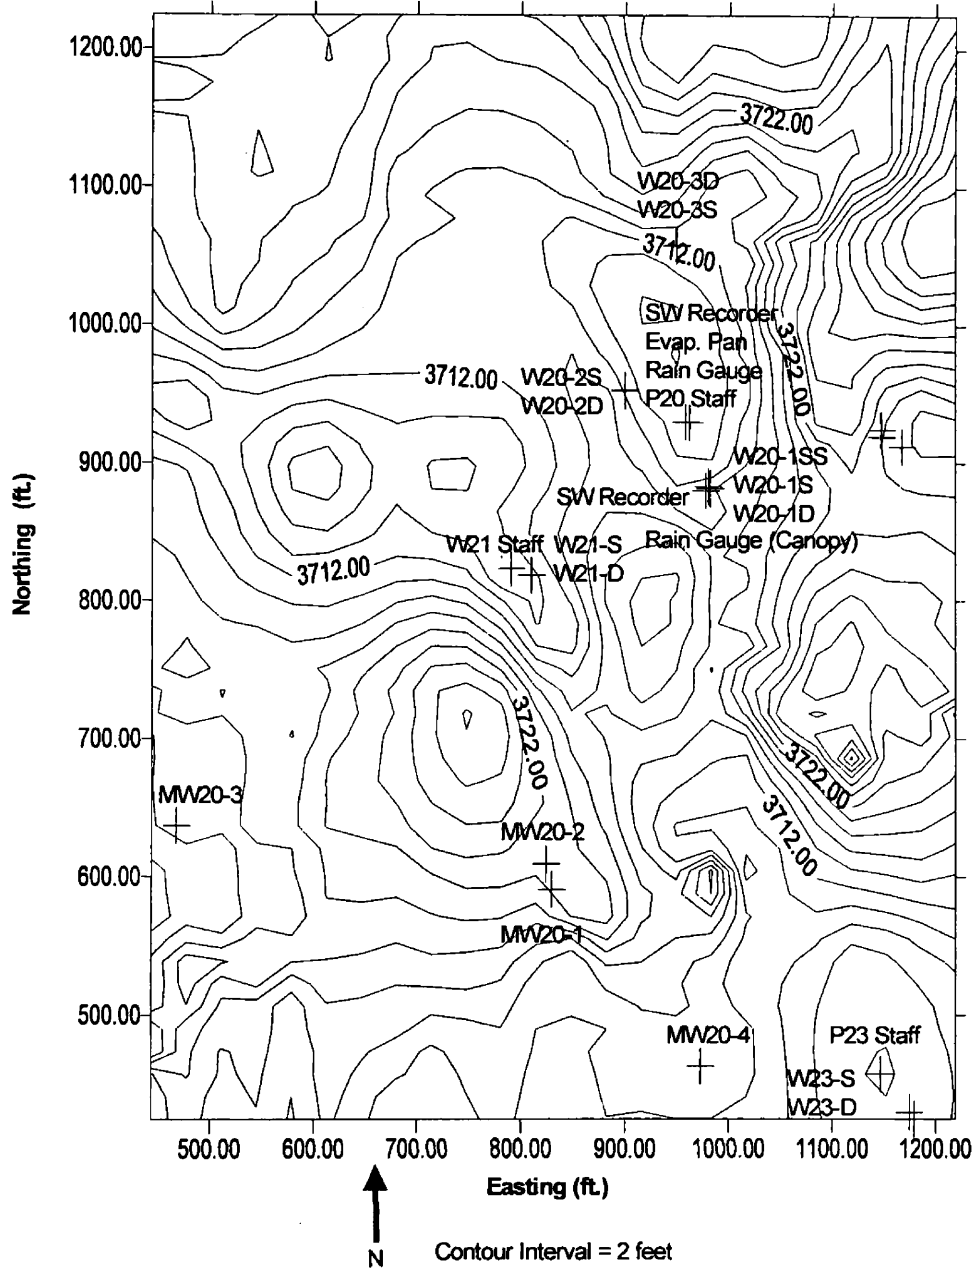 1200.00
3722.00
1100.00
W20-3D
W20-3S
3712.00
1000.00
SW Recorder
Evap. Pan
3722.00
Rain Gauge
3712.00
W20-2S
P20 Staff
W20-2D
900.00
W20-1SS
SW Recorder
W20-1S
W20-1D
Rain Gauge (Canopy)
W21 Staff
W21-S
W21-D
3712.00
800.00
Northing (ft.)
3722.00
700.00
3722.00
MW20-3
3712.00
MW20-2
600.00
MW20-1
500.00
MW20-4
P23 Staff
W23-S
W23-D
500.00 600.00 700.00 800.00 900.00 1000.00 1100.00 1200.00
Easting (ft.)
N
Contour Interval = 2 feet